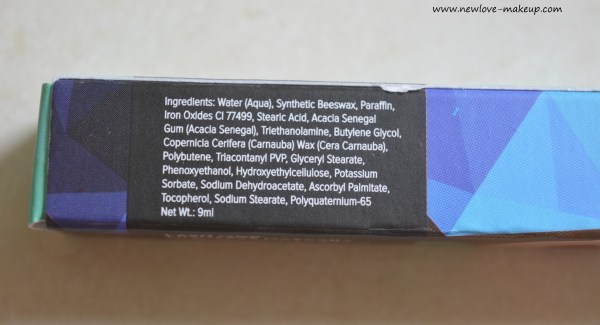 www.newlove-makeup.com
Ingredients: Water (Aqua), Synthetic Beeswax, Paraffin,
Iron Oxides CI 77499, Stearic Acid, Acacia Senegal
Gum (Acacia Senegal), Triethanolamine, Butylene Glycol,
Copernicia Cerifera (Carnauba) Wax (Cera Carnauba),
Polybutene, Triacontanyl PVP, Glyceryl Stearate,
Phenoxyethanol, Hydroxyethylcellulose, Potassium
Sorbate, Sodium Dehydroacetate, Ascorbyl Palmitate,
Tocopherol, Sodium Stearate, Polyquaternium-65
Net Wt.: 9ml